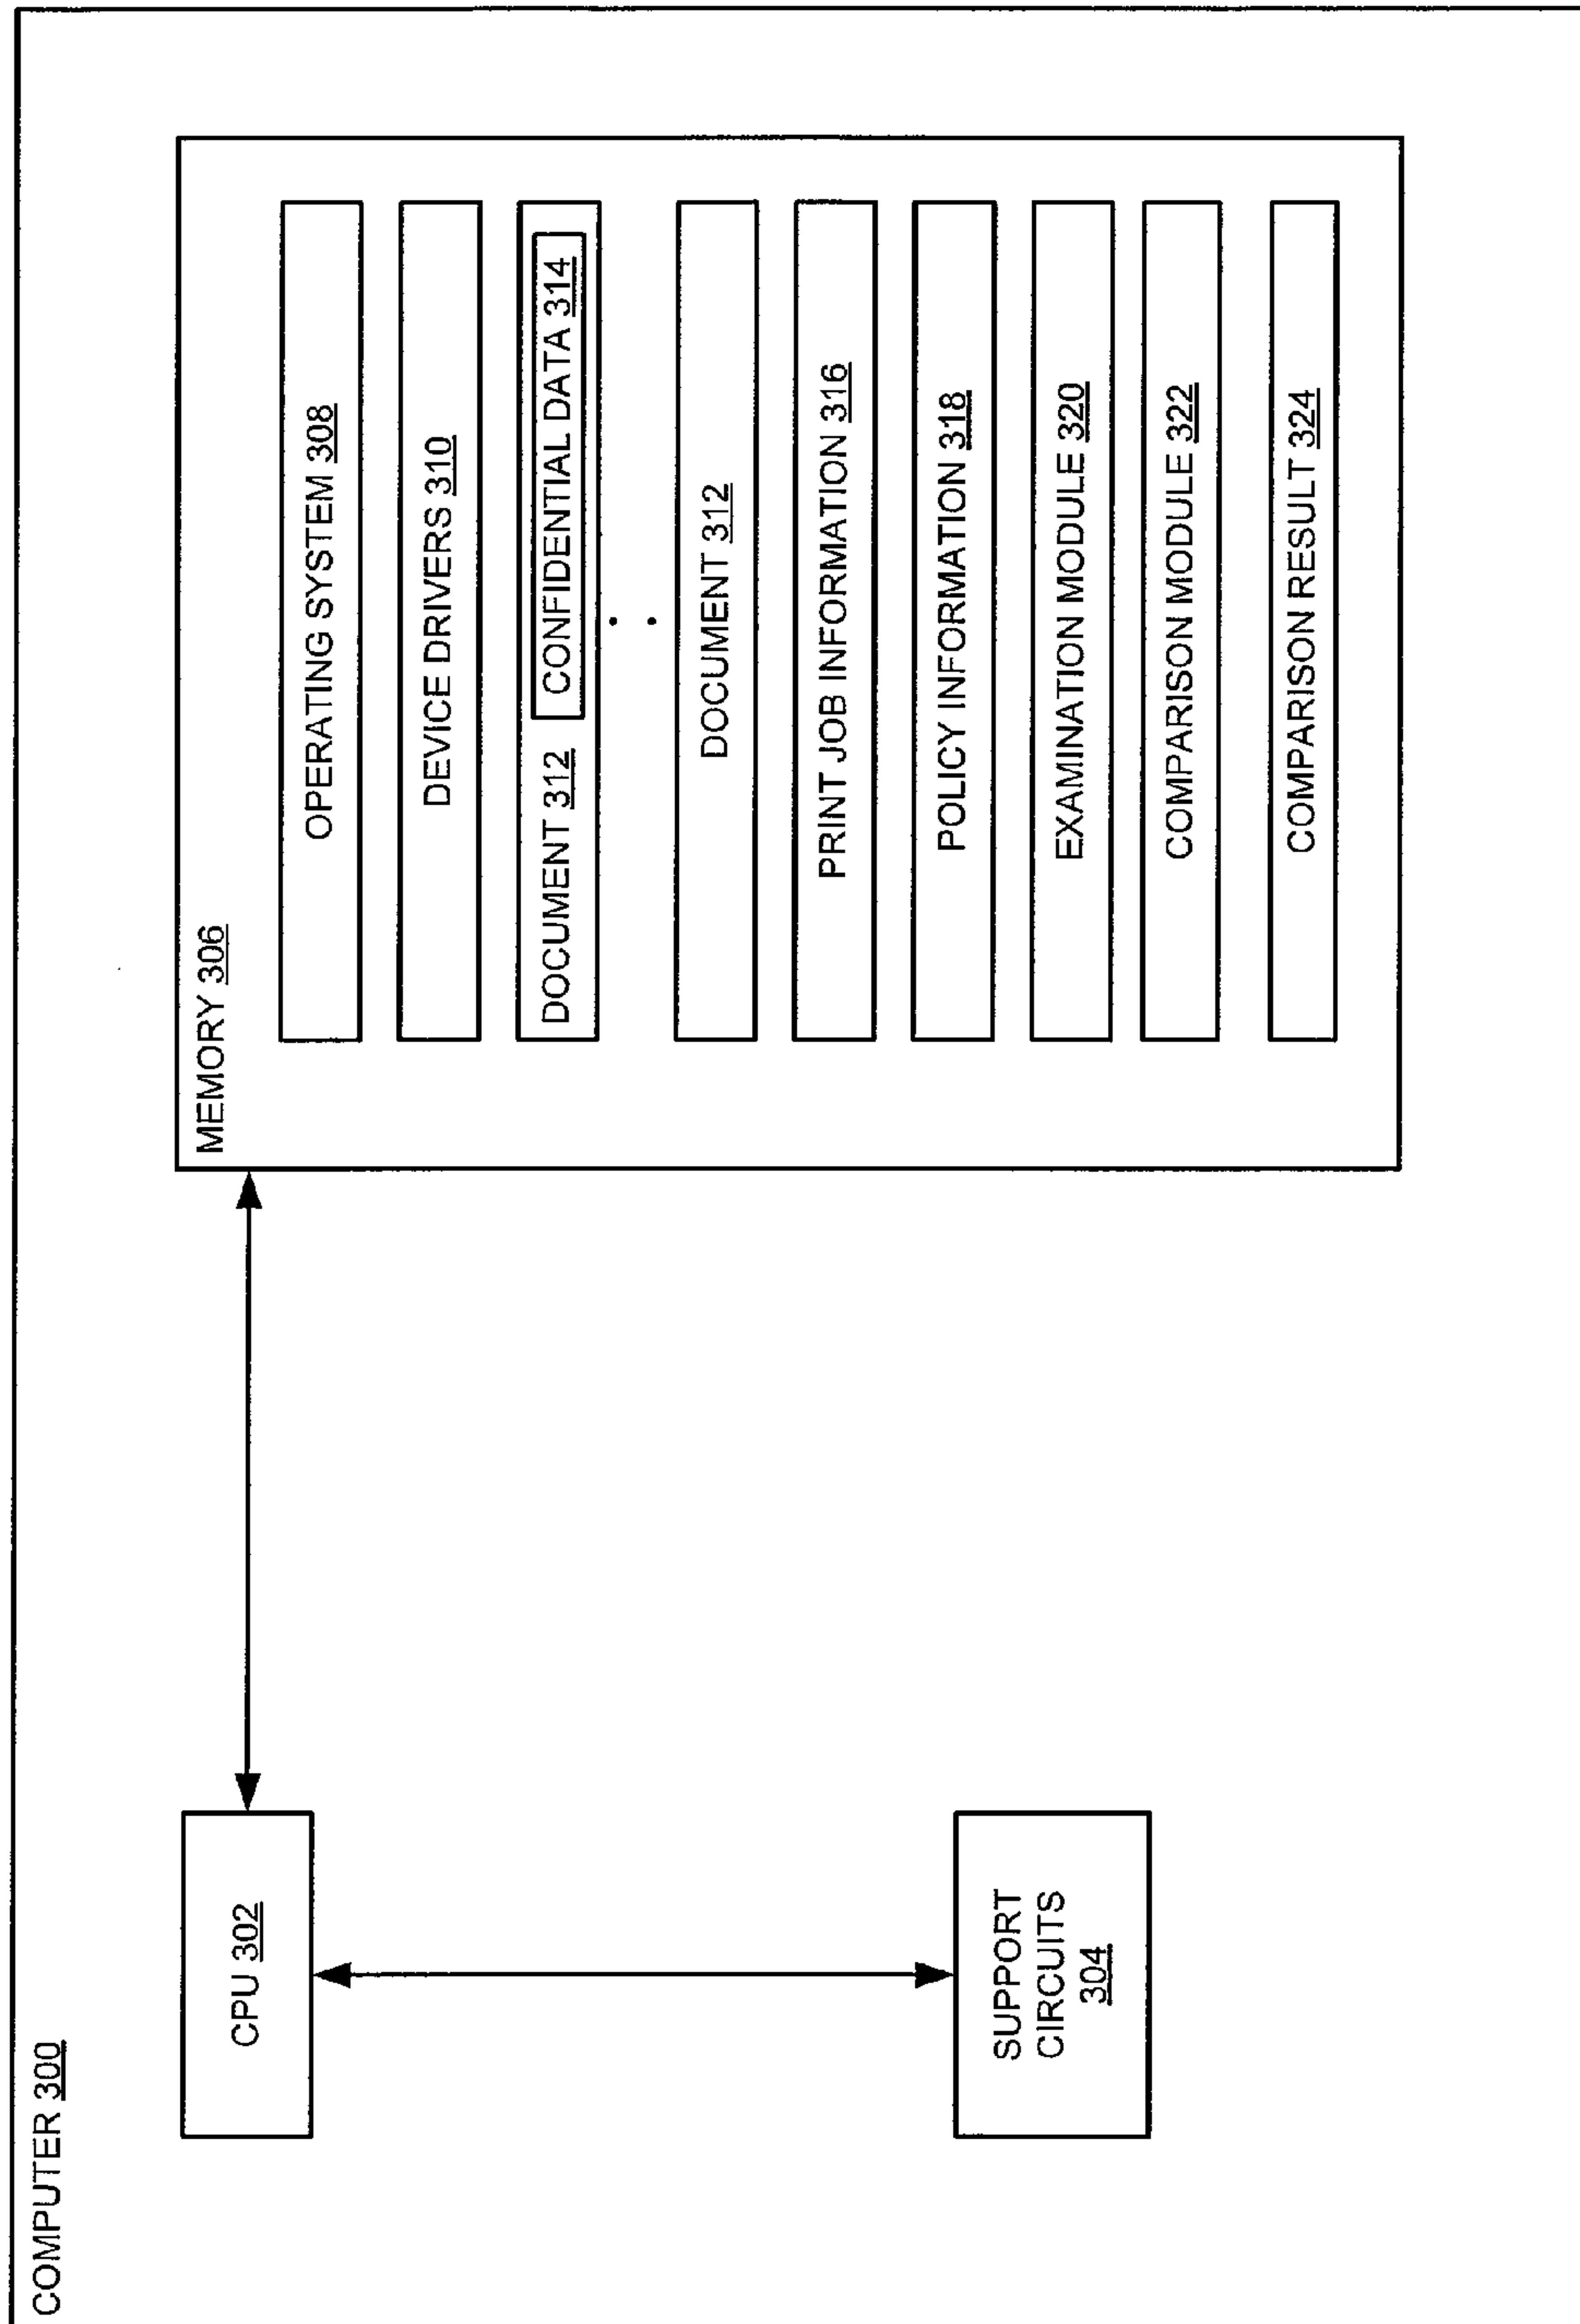 COMPUTER 300
CPU 302
SUPPORT
CIRCUITS
304
MEMORY 306
OPERATING SYSTEM 308
DEVICE DRIVERS 310
DOCUMENT 312
CONFIDENTIAL DATA 314
DOCUMENT 312
PRINT JOB INFORMATION 316
POLICY INFORMATION 318
EXAMINATION MODULE 320
COMPARISON MODULE 322
COMPARISON RESULT 324